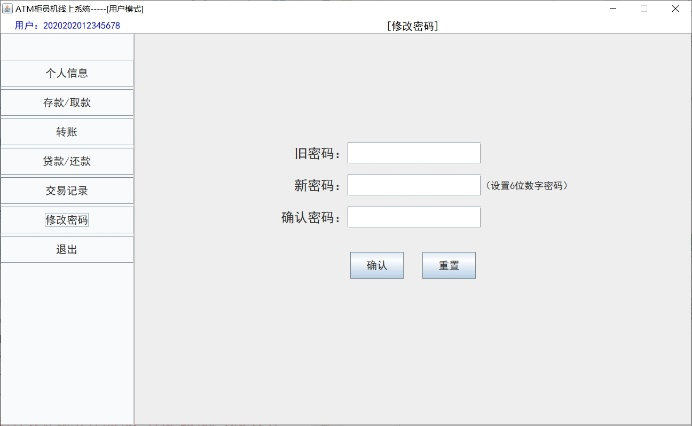 ATM柜员机线上系统-----[用户模式]
用户：2020202012345678
[修改密码]
个人信息
存款/取款
转账
贷款/还款
交易记录
修改密码
退出
旧密码：
新密码：
(设置6位数字密码)
确认密码：
确认
重置